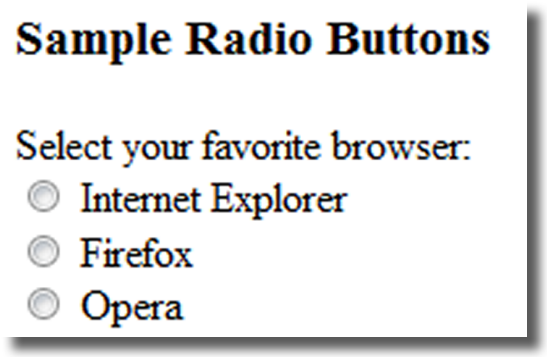 Sample Radio Buttons
Select your favorite browser:
Internet Explorer
Firefox
Opera